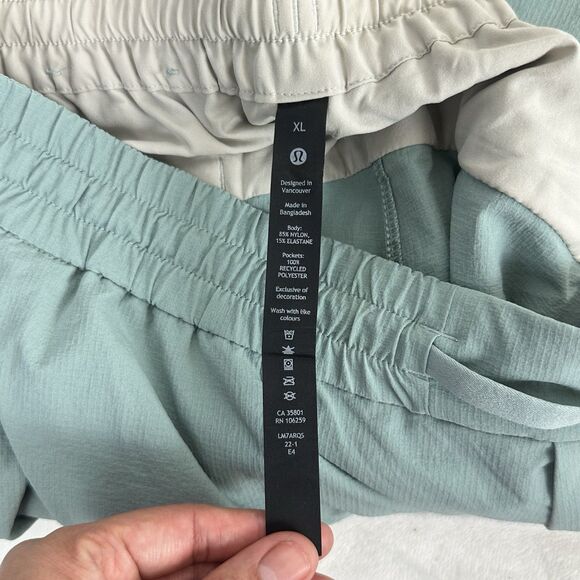 XL
Designed in
Vancouver
Made in
Bangladesh
Body:
85% NYLON,
15% ELASTANE
Pockets:
100%
RECYCLED
POLYESTER
Exclusive of
decoration
Wash with like
colours
CA 35801
RN 106259
LM7ARQS
22-1
E4